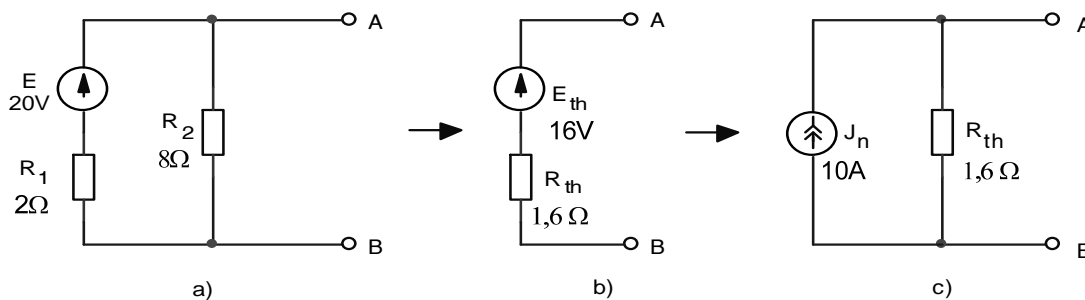 A
E
20V
R1
2Ω
R2
8Ω
B
a)
A
Eth
16V
Rth
1,6 Ω
B
b)
A
Jn
10A
Rth
1,6 Ω
B
c)